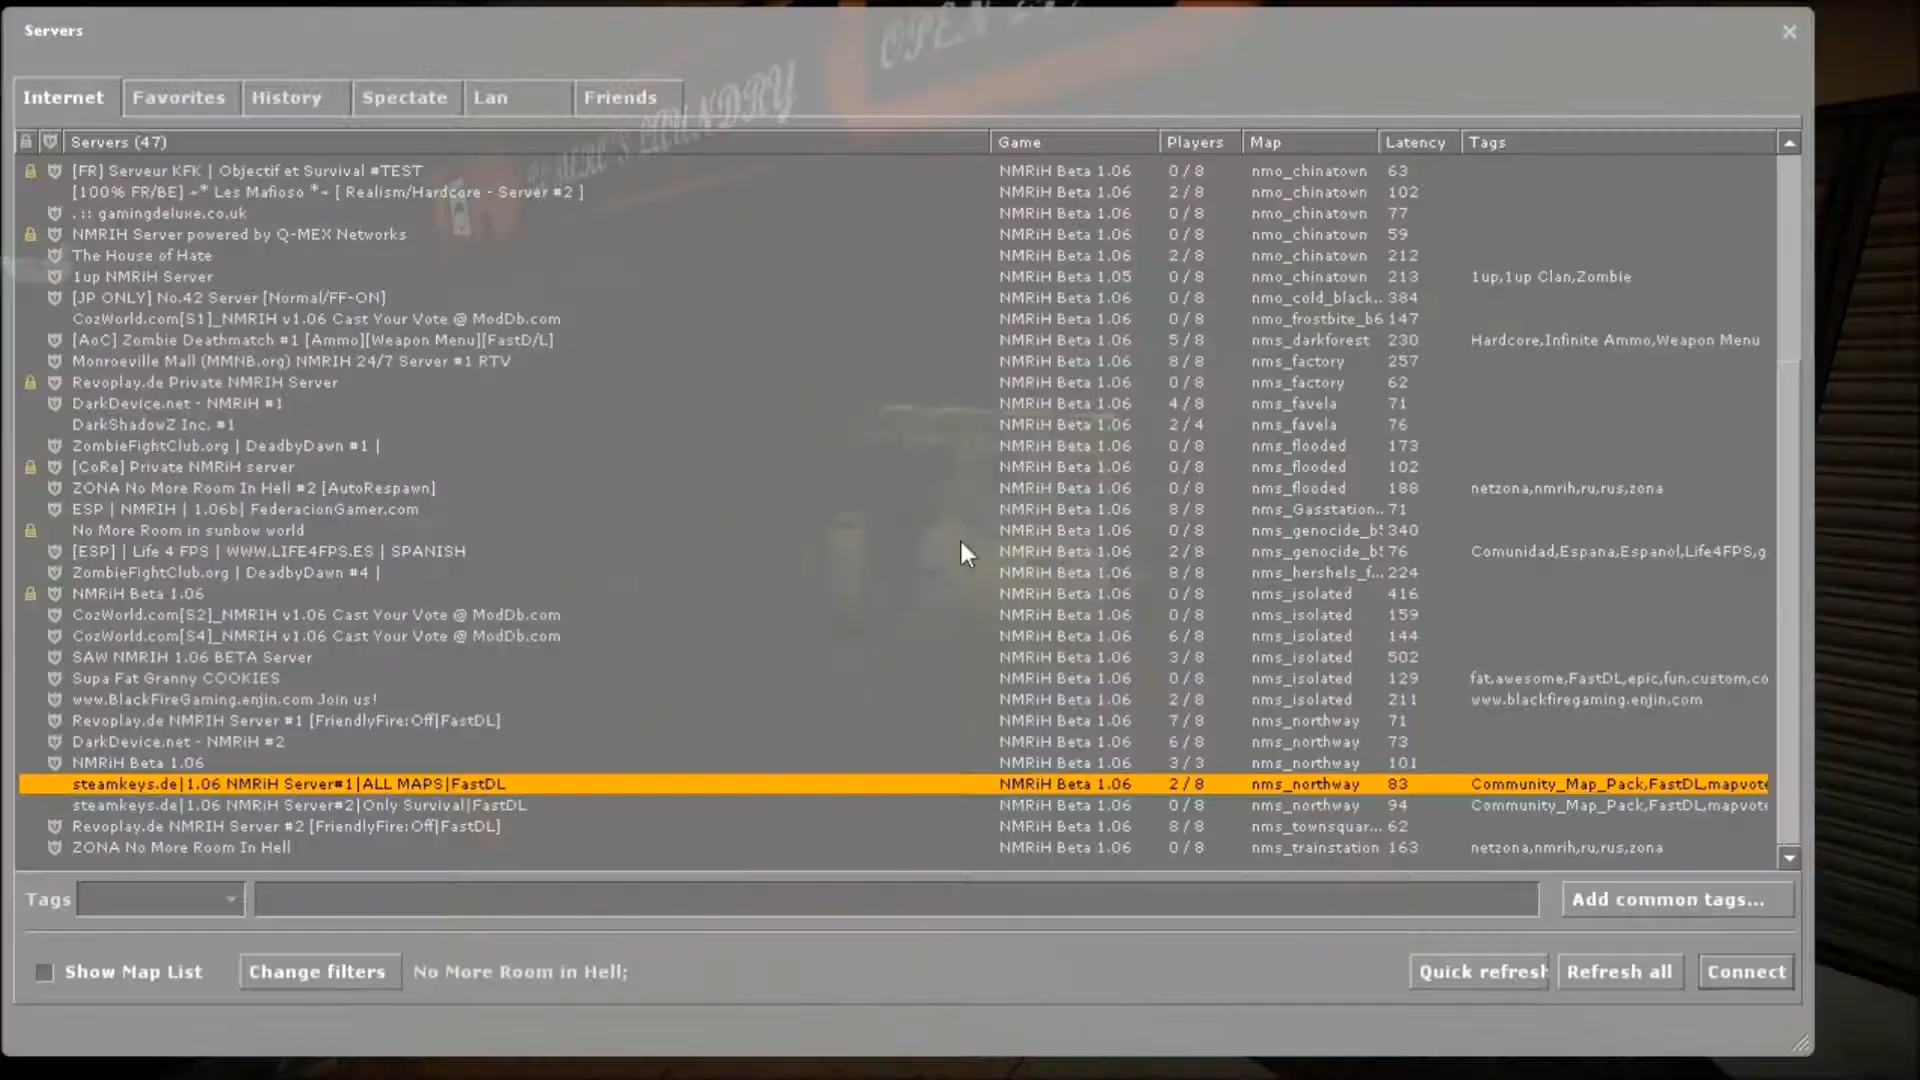 OPEN
LAUNDRY
Servers
Internet Favorites History Spectate Lan Friends
Servers (47) Game Players Map Latency Tags
[FR] Serveur KFK | Objectif et Survival #TEST NMRiH Beta 1.06 0 / 8 nmo_chinatown 63
[100% FR/BE] -* Les Mafioso *~ [ Realism/Hardcore - Server #2 ] NMRiH Beta 1.06 2 / 8 nmo_chinatown 102
. :: gamingdeluxe.co.uk NMRiH Beta 1.06 0 / 8 nmo_chinatown 77
NMRIH Server powered by Q-MEX Networks NMRiH Beta 1.06 0 / 8 nmo_chinatown 59
The House of Hate NMRiH Beta 1.06 2 / 8 nmo_chinatown 212
1up NMRiH Server NMRiH Beta 1.05 0 / 8 nmo_chinatown 213 1up,1up Clan,Zombie
[JP ONLY] No.42 Server [Normal/FF-ON] NMRiH Beta 1.06 0 / 8 nmo_cold_black... 384
CozWorld.com[S1]_NMRIH v1.06 Cast Your Vote @ ModDb.com NMRiH Beta 1.06 0 / 8 nmo_frostbite_b6 147
[AoC] Zombie Deathmatch #1 [Ammo][Weapon Menu][FastD/L] NMRiH Beta 1.06 5 / 8 nms_darkforest 230 Hardcore,Infinite Ammo,Weapon Menu
Monroeville Mall (MMNB.org) NMRIH 24/7 Server #1 RTV NMRiH Beta 1.06 8 / 8 nms_factory 257
Revoplay.de Private NMRIH Server NMRiH Beta 1.06 0 / 8 nms_factory 62
DarkDevice.net - NMRiH #1 NMRiH Beta 1.06 4 / 8 nms_favela 71
DarkShadowZ Inc. #1 NMRiH Beta 1.06 2 / 4 nms_favela 76
ZombieFightClub.org | DeadbyDawn #1 | NMRiH Beta 1.06 0 / 8 nms_flooded 173
[CoRe] Private NMRiH server NMRiH Beta 1.06 0 / 8 nms_flooded 102
ZONA No More Room In Hell #2 [AutoRespawn] NMRiH Beta 1.06 0 / 8 nms_flooded 188 netzona,nmrih,ru,rus,zona
ESP | NMRIH | 1.06b| FederacionGamer.com NMRiH Beta 1.06 8 / 8 nms_Gasstation... 71
No More Room in sunbow world NMRiH Beta 1.06 0 / 8 nms_genocide_b 340
[ESP] | Life 4 FPS | WWW.LIFE4FPS.ES | SPANISH NMRiH Beta 1.06 2 / 8 nms_genocide_b 76 Comunidad,Espana,Espanol,Life4FPS,g
ZombieFightClub.org | DeadbyDawn #4 | NMRiH Beta 1.06 8 / 8 nms_hershels_f... 224
NMRiH Beta 1.06 NMRiH Beta 1.06 0 / 8 nms_isolated 416
CozWorld.com[S2]_NMRIH v1.06 Cast Your Vote @ ModDb.com NMRiH Beta 1.06 0 / 8 nms_isolated 159
CozWorld.com[S4]_NMRIH v1.06 Cast Your Vote @ ModDb.com NMRiH Beta 1.06 6 / 8 nms_isolated 144
SAW NMRIH 1.06 BETA Server NMRiH Beta 1.06 3 / 8 nms_isolated 502
Supa Fat Granny COOKIES NMRiH Beta 1.06 0 / 8 nms_isolated 129 fat,awesome,FastDL,epic,fun,custom,co
www.BlackFireGaming.enjin.com Join us! NMRiH Beta 1.06 2 / 8 nms_isolated 211 www.blackfiregaming.enjin.com
Revoplay.de NMRIH Server #1 [FriendlyFire:Off|FastDL] NMRiH Beta 1.06 7 / 8 nms_northway 71
DarkDevice.net - NMRiH #2 NMRiH Beta 1.06 6 / 8 nms_northway 73
NMRiH Beta 1.06 NMRiH Beta 1.06 3 / 3 nms_northway 101
steamkeys.de|1.06 NMRiH Server#1|ALL MAPS|FastDL NMRiH Beta 1.06 2 / 8 nms_northway 83 Community_Map_Pack,FastDL,mapvote
steamkeys.de|1.06 NMRiH Server#2|Only Survival|FastDL NMRiH Beta 1.06 0 / 8 nms_northway 94 Community_Map_Pack,FastDL,mapvote
Revoplay.de NMRIH Server #2 [FriendlyFire:Off|FastDL] NMRiH Beta 1.06 8 / 8 nms_townsquar... 62
ZONA No More Room In Hell NMRiH Beta 1.06 0 / 8 nms_trainstation 163 netzona,nmrih,ru,rus,zona
Tags Add common tags...
Show Map List Change filters No More Room in Hell; Quick refresh Refresh all Connect